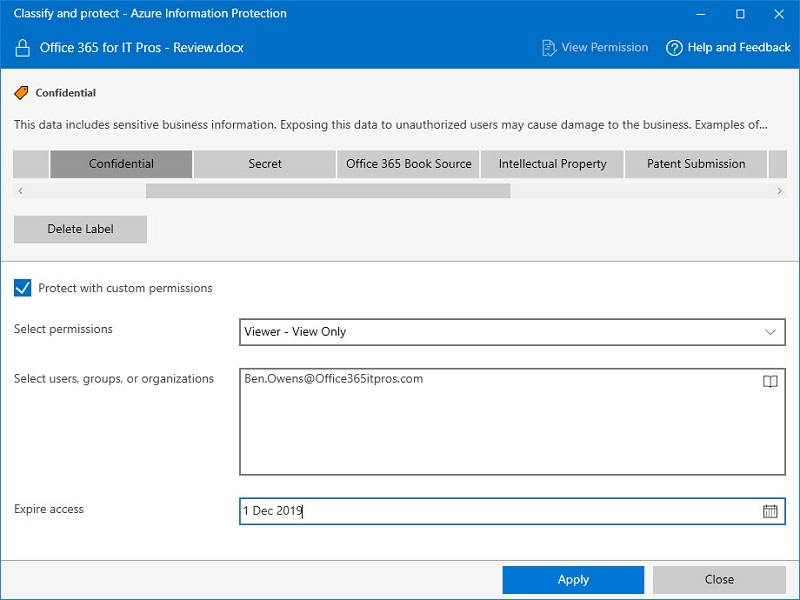 Classify and protect - Azure Information Protection
Office 365 for IT Pros - Review.docx
View Permission
Help and Feedback
Confidential
This data includes sensitive business information. Exposing this data to unauthorized users may cause damage to the business. Examples of...
Confidential
Secret
Office 365 Book Source
Intellectual Property
Patent Submission
Delete Label
Protect with custom permissions
Select permissions
Viewer - View Only
Select users, groups, or organizations
Ben.Owens@Office365itpros.com
Expire access
1 Dec 2019
Apply
Close